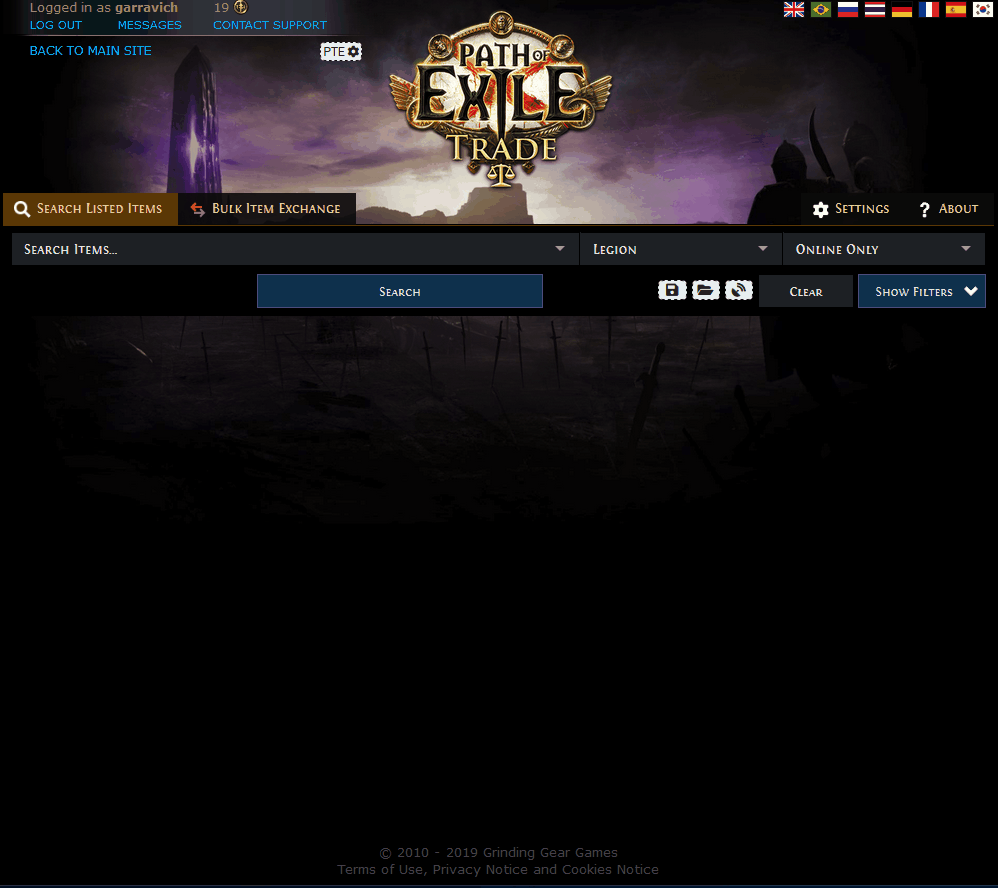 Logged in as garravich 19
LOG OUT MESSAGES CONTACT SUPPORT
BACK TO MAIN SITE PTE
PATH OF
EXILE
TRADE
SEARCH LISTED ITEMS BULK ITEM EXCHANGE SETTINGS ? ABOUT
SEARCH ITEMS... LEGION ONLINE ONLY
SEARCH CLEAR SHOW FILTERS
© 2010 - 2019 Grinding Gear Games
Terms of Use, Privacy Notice and Cookies Notice